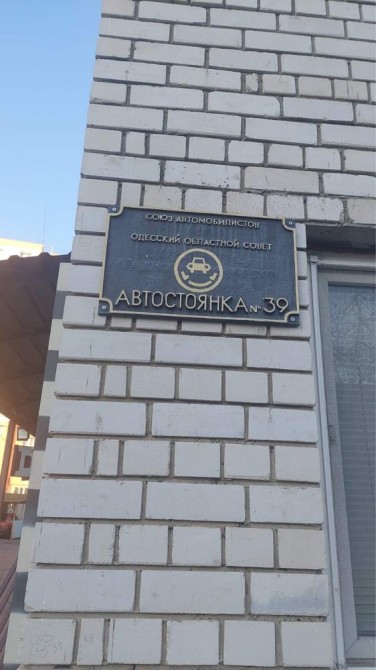 СОЮЗ АВТОМОБИЛИСТОВ
ОДЕССКИЙ ОБЛАСТНОЙ СОВЕТ
АВТОСТОЯНКА № 39